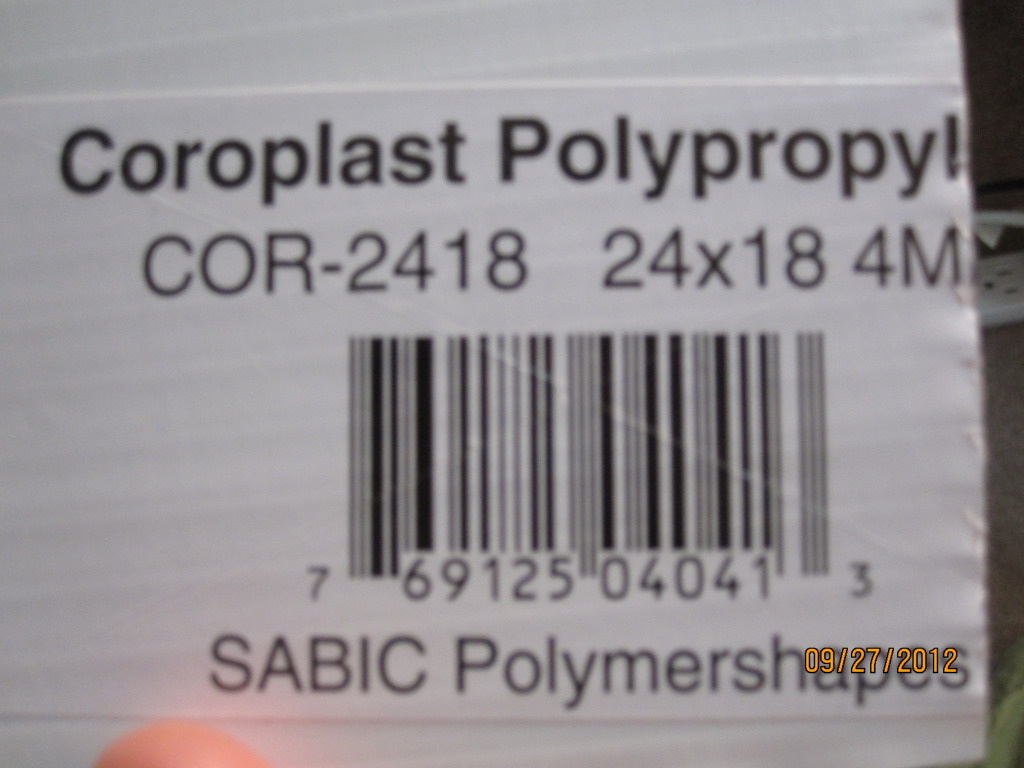 Coroplast Polypropyl
COR-2418 24x18 4M
7 69125 04041 3
SABIC Polymershapes
09/27/2012